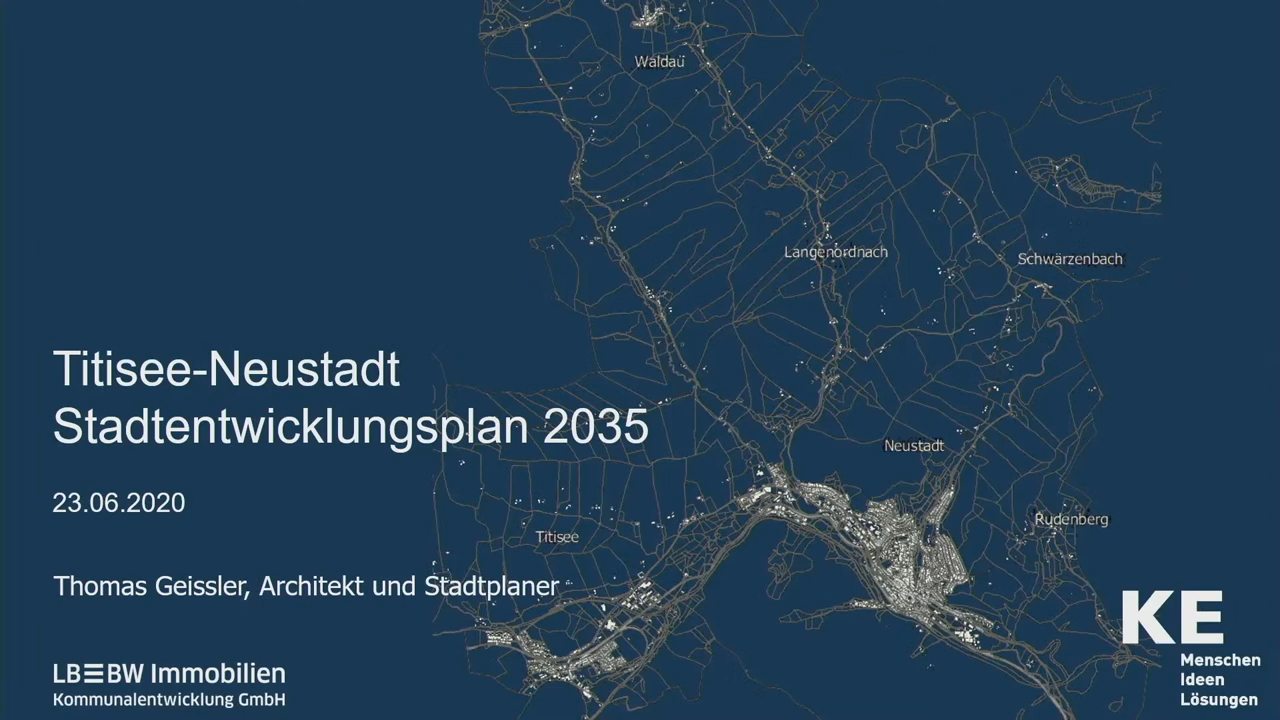 Waldau
Langenordnach
Schwärzenbach
Titisee-Neustadt
Stadtentwicklungsplan 2035
Neustadt
23.06.2020
Rudenberg
Titisee
Thomas Geissler, Architekt und Stadtplaner
KE
Menschen
Ideen
Lösungen
LB☰BW Immobilien
Kommunalentwicklung GmbH